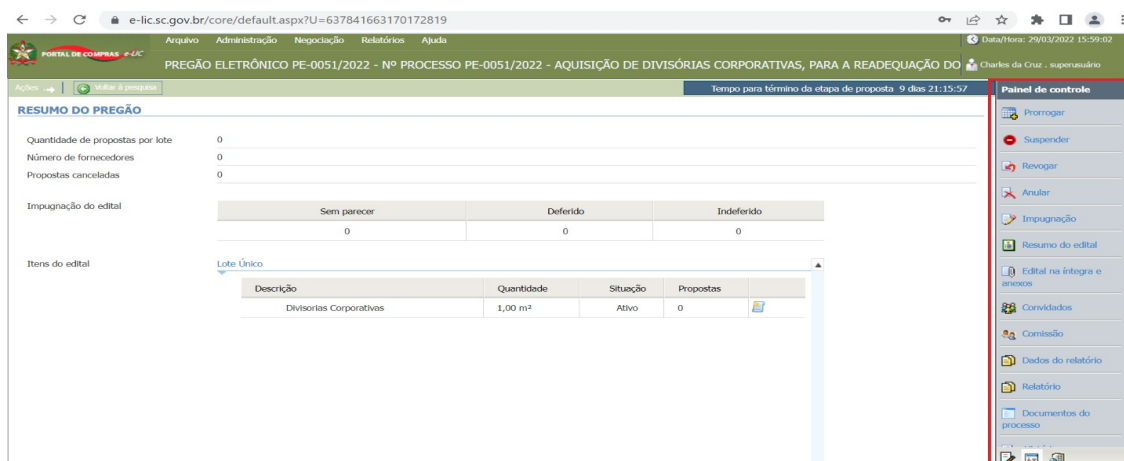 e-lic.sc.gov.br/core/default.aspx?U=637841663170172819
PORTAL DE COMPRAS e-LIC
Arquivo Administração Negociação Relatórios Ajuda
Data/Hora: 29/03/2022 15:59:02
PREGÃO ELETRÔNICO PE-0051/2022 - Nº PROCESSO PE-0051/2022 - AQUISIÇÃO DE DIVISÓRIAS CORPORATIVAS, PARA A READEQUAÇÃO DO
Charles da Cruz . superusuário
Ações Voltar à pesquisa
Tempo para término da etapa de proposta 9 dias 21:15:57
RESUMO DO PREGÃO
Quantidade de propostas por lote 0
Número de fornecedores 0
Propostas canceladas 0
Impugnação do edital
Sem parecer Deferido Indeferido
0 0 0
Itens do edital
Lote Único
Descrição Quantidade Situação Propostas
Divisorias Corporativas 1,00 m² Ativo 0
Painel de controle
Prorrogar
Suspender
Revogar
Anular
Impugnação
Resumo do edital
Edital na íntegra e
anexos
Convidados
Comissão
Dados do relatório
Relatório
Documentos do
processo